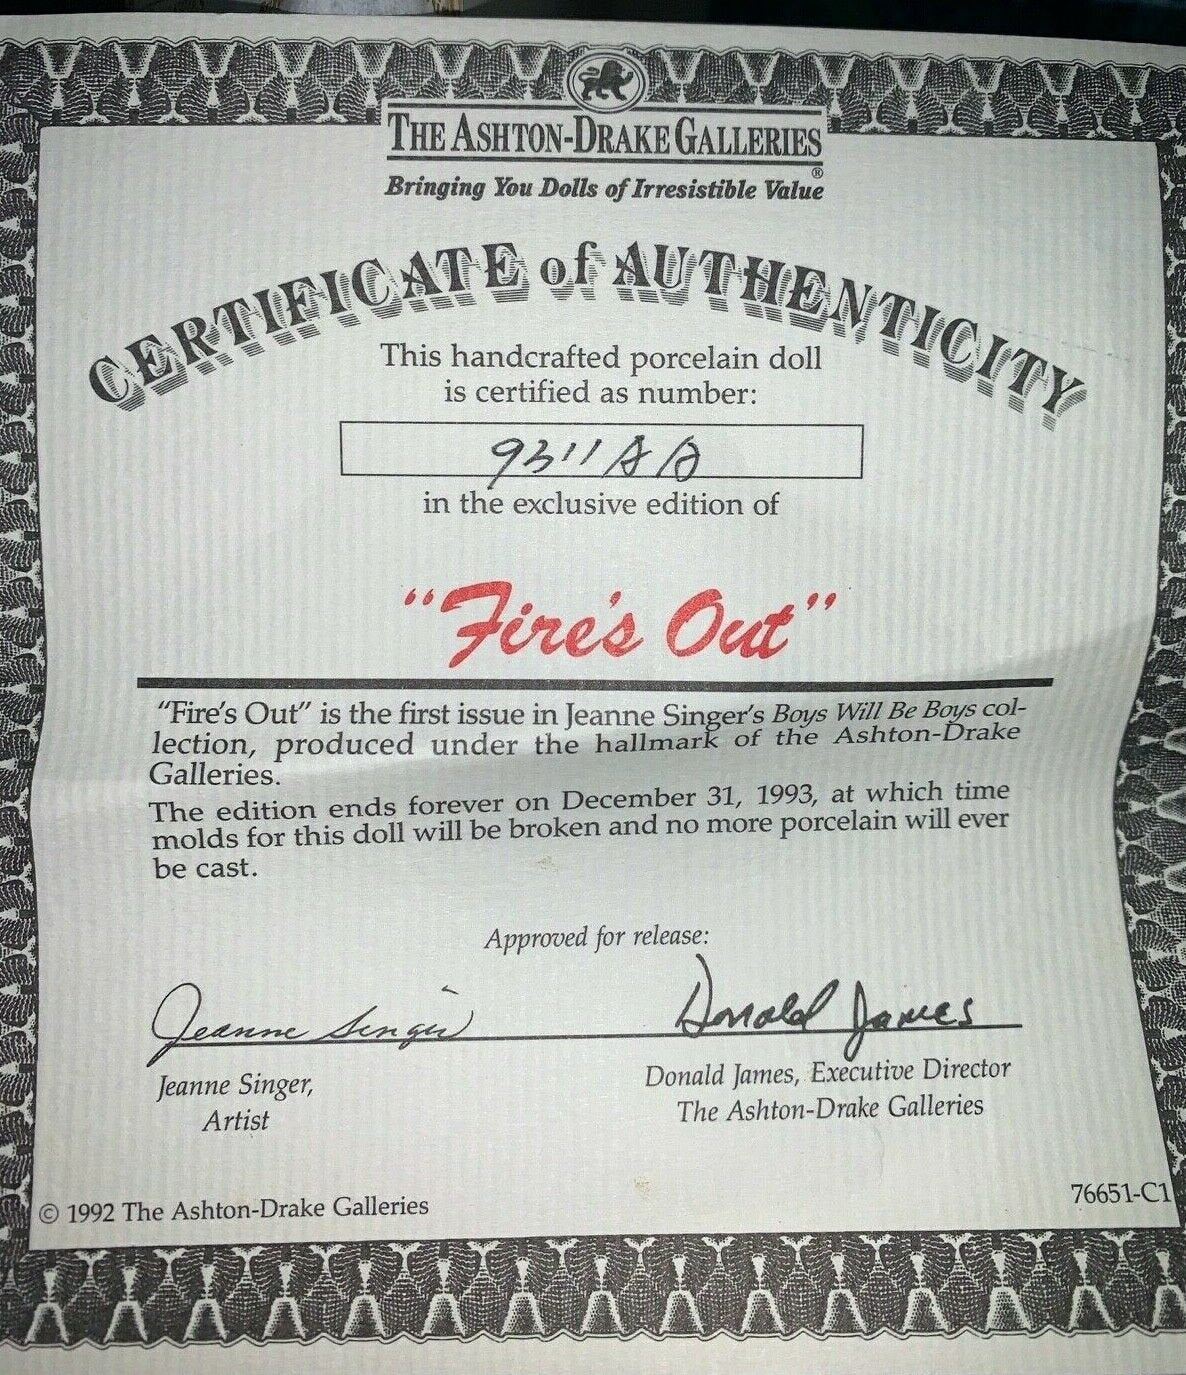 THE ASHTON-DRAKE GALLERIES
®
Bringing You Dolls of Irresistible Value
CERTIFICATE of AUTHENTICITY
This handcrafted porcelain doll
is certified as number:
9311AA
in the exclusive edition of
"Fire's Out"
"Fire's Out" is the first issue in Jeanne Singer's Boys Will Be Boys col-
lection, produced under the hallmark of the Ashton-Drake
Galleries.
The edition ends forever on December 31, 1993, at which time
molds for this doll will be broken and no more porcelain will ever
be cast.
Approved for release:
Jeanne Singer
Donald James
Jeanne Singer,
Artist
Donald James, Executive Director
The Ashton-Drake Galleries
© 1992 The Ashton-Drake Galleries
76651-C1